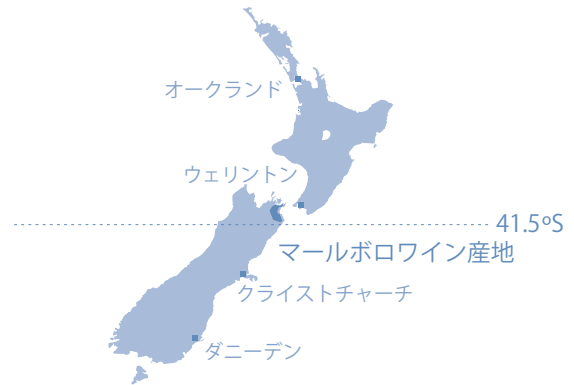 オークランド
ウェリントン
41.5ºS
マールボロワイン産地
クライストチャーチ
ダニーデン